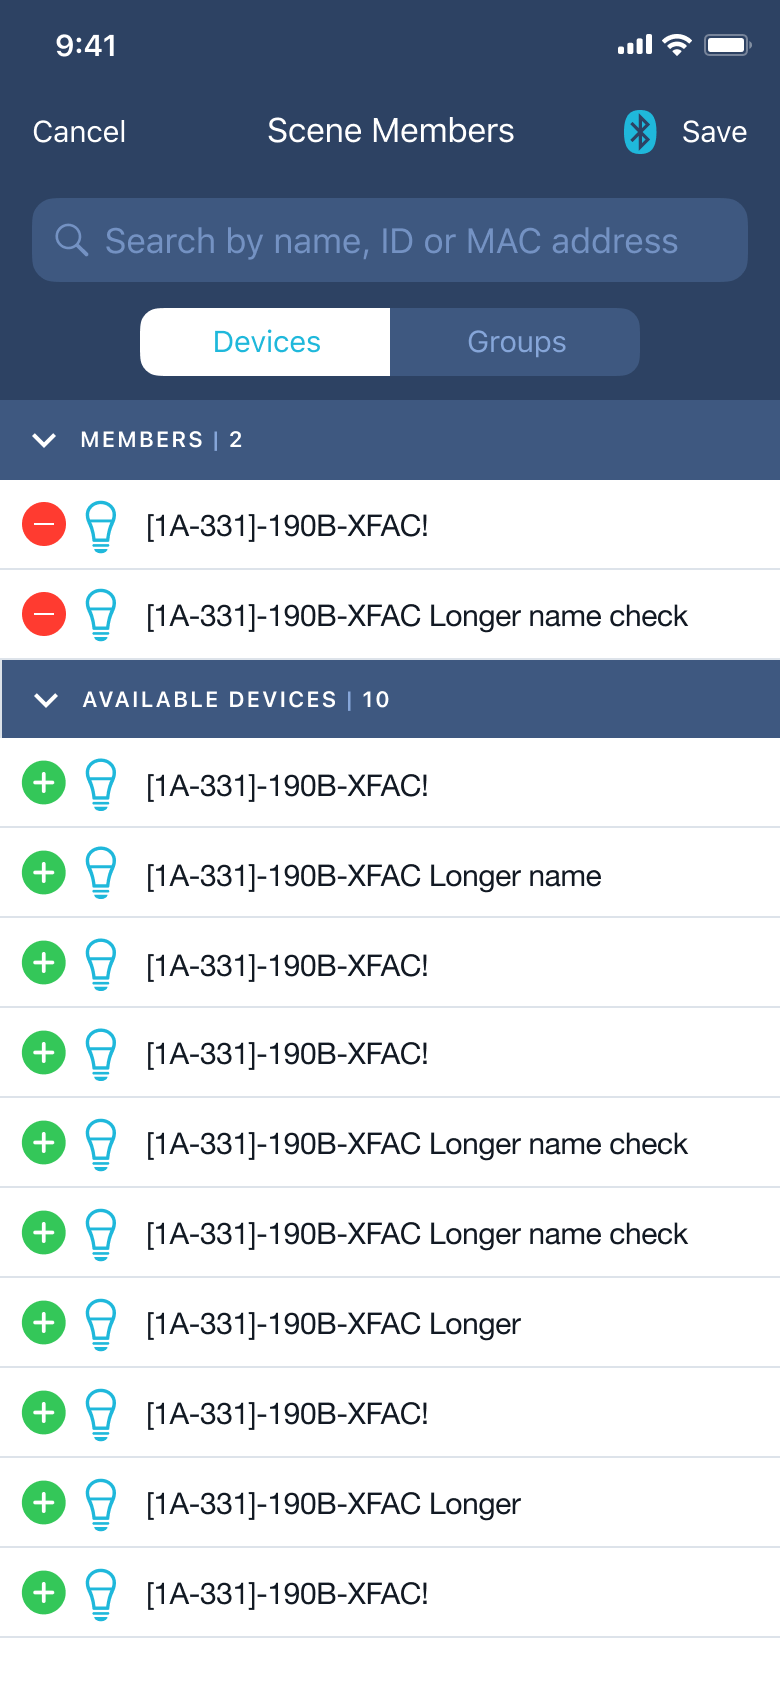 9:41
Cancel Scene Members Save
Search by name, ID or MAC address
Devices Groups
MEMBERS | 2
[1A-331]-190B-XFAC!
[1A-331]-190B-XFAC Longer name check
AVAILABLE DEVICES | 10
[1A-331]-190B-XFAC!
[1A-331]-190B-XFAC Longer name
[1A-331]-190B-XFAC!
[1A-331]-190B-XFAC!
[1A-331]-190B-XFAC Longer name check
[1A-331]-190B-XFAC Longer name check
[1A-331]-190B-XFAC Longer
[1A-331]-190B-XFAC!
[1A-331]-190B-XFAC Longer
[1A-331]-190B-XFAC!